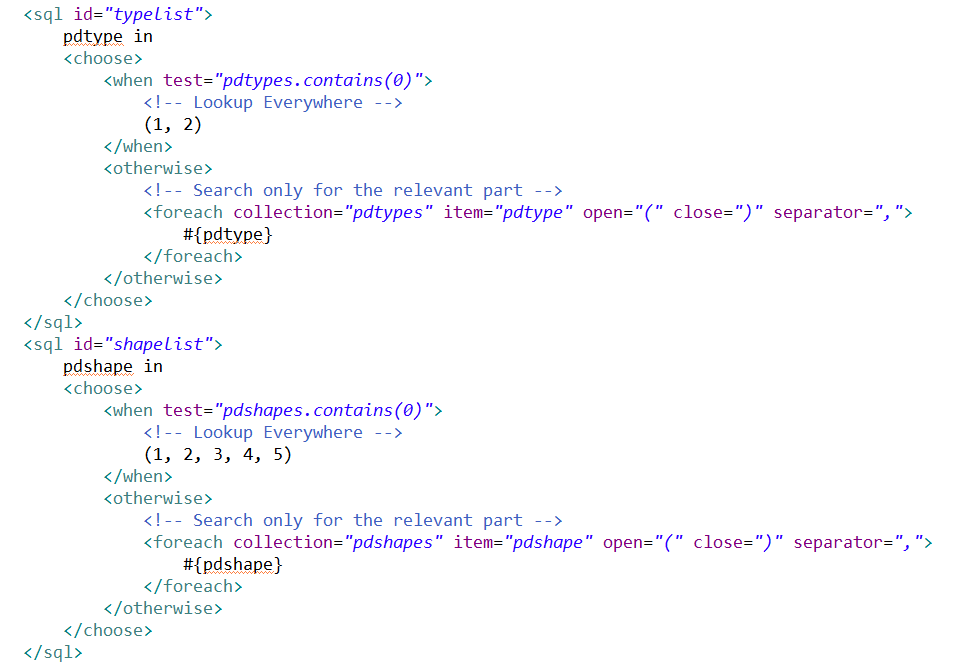 <sql id="typelist">
    pdtype in
    <choose>
        <when test="pdtypes.contains(0)">
            <!-- Lookup Everywhere -->
            (1, 2)
        </when>
        <otherwise>
            <!-- Search only for the relevant part -->
            <foreach collection="pdtypes" item="pdtype" open="(" close=")" separator=",">
                #{pdtype}
            </foreach>
        </otherwise>
    </choose>
</sql>
<sql id="shapelist">
    pdshape in
    <choose>
        <when test="pdshapes.contains(0)">
            <!-- Lookup Everywhere -->
            (1, 2, 3, 4, 5)
        </when>
        <otherwise>
            <!-- Search only for the relevant part -->
            <foreach collection="pdshapes" item="pdshape" open="(" close=")" separator=",">
                #{pdshape}
            </foreach>
        </otherwise>
    </choose>
</sql>